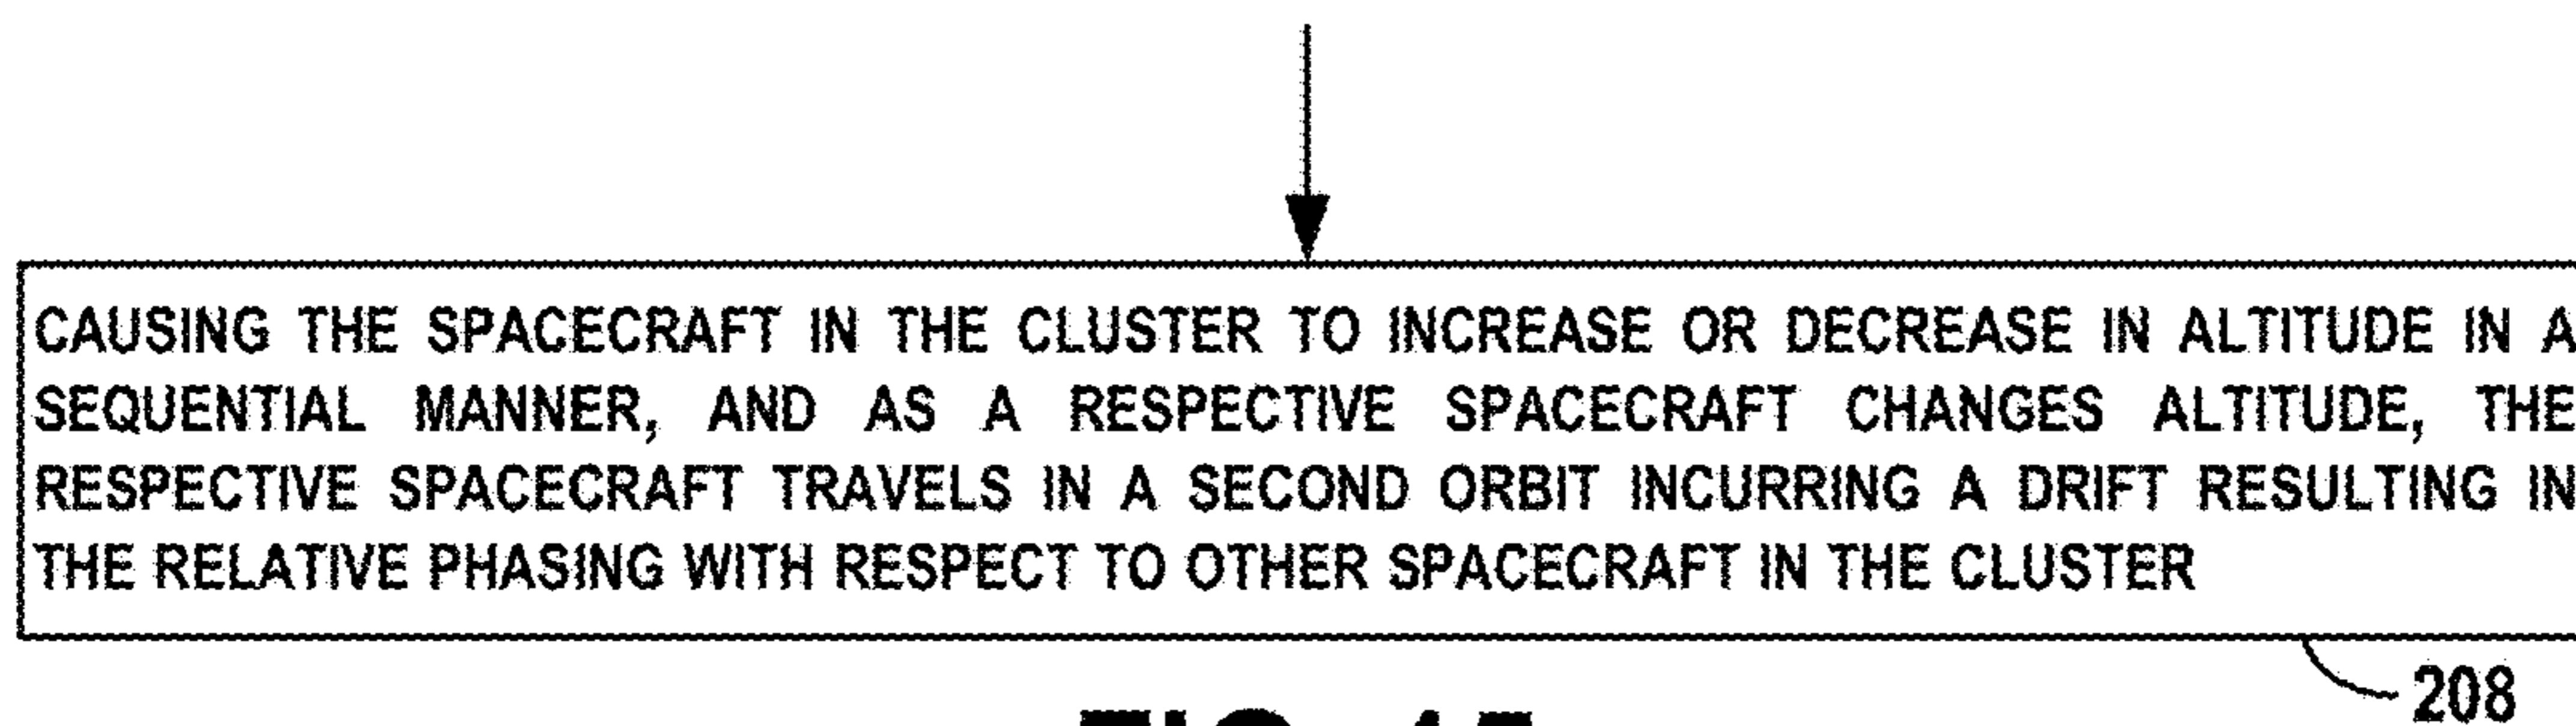 CAUSING THE SPACECRAFT IN THE CLUSTER TO INCREASE OR DECREASE IN ALTITUDE IN A
SEQUENTIAL MANNER, AND AS A RESPECTIVE SPACECRAFT CHANGES ALTITUDE, THE
RESPECTIVE SPACECRAFT TRAVELS IN A SECOND ORBIT INCURRING A DRIFT RESULTING IN
THE RELATIVE PHASING WITH RESPECT TO OTHER SPACECRAFT IN THE CLUSTER
208